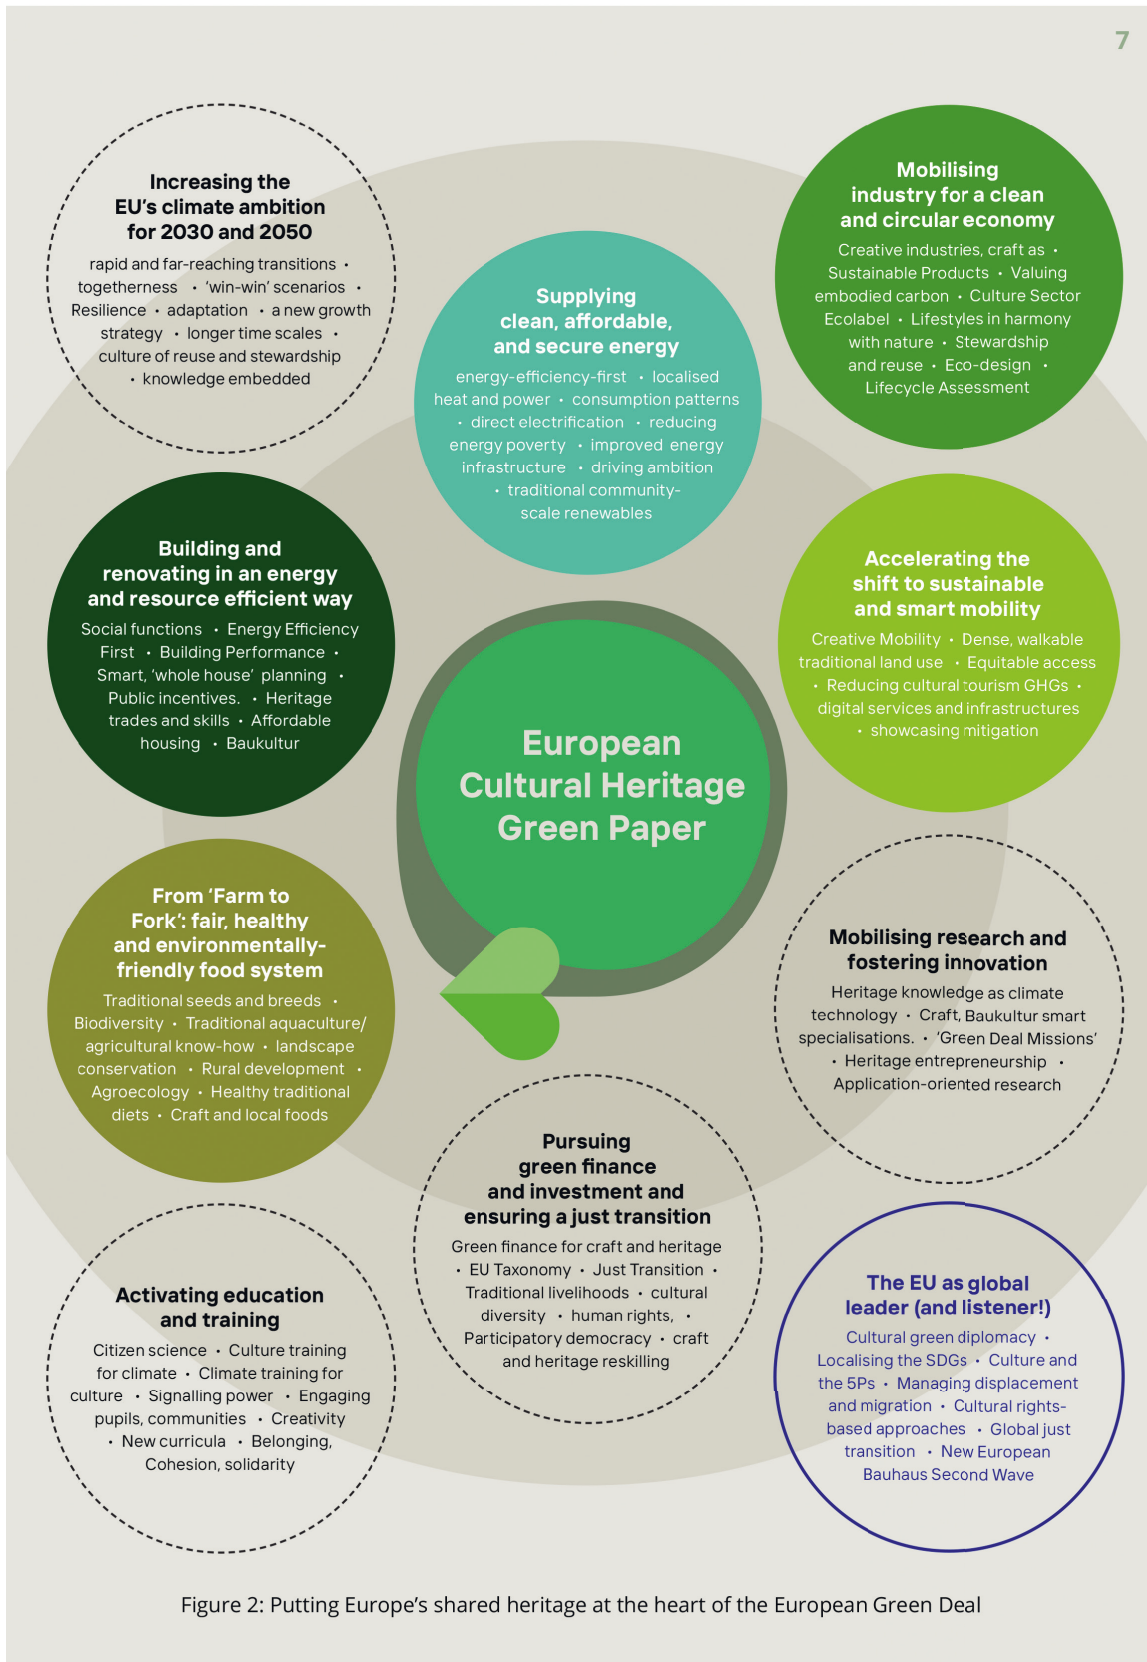 7
Increasing the
EU's climate ambition
for 2030 and 2050
rapid and far-reaching transitions •
togetherness • 'win-win' scenarios •
Resilience • adaptation • a new growth
strategy • longer time scales •
culture of reuse and stewardship
• knowledge embedded
Supplying
clean, affordable,
and secure energy
energy-efficiency-first • localised
heat and power • consumption patterns
• direct electrification • reducing
energy poverty • improved energy
infrastructure • driving ambition
• traditional community-
scale renewables
Mobilising
industry for a clean
and circular economy
Creative industries, craft as •
Sustainable Products • Valuing
embodied carbon • Culture Sector
Ecolabel • Lifestyles in harmony
with nature • Stewardship
and reuse • Eco-design •
Lifecycle Assessment
Building and
renovating in an energy
and resource efficient way
Social functions • Energy Efficiency
First • Building Performance •
Smart, 'whole house' planning •
Public incentives. • Heritage
trades and skills • Affordable
housing • Baukultur
Accelerating the
shift to sustainable
and smart mobility
Creative Mobility • Dense, walkable
traditional land use • Equitable access
• Reducing cultural tourism GHGs •
digital services and infrastructures
• showcasing mitigation
European
Cultural Heritage
Green Paper
From 'Farm to
Fork': fair, healthy
and environmentally-
friendly food system
Traditional seeds and breeds •
Biodiversity • Traditional aquaculture/
agricultural know-how • landscape
conservation • Rural development •
Agroecology • Healthy traditional
diets • Craft and local foods
Mobilising research and
fostering innovation
Heritage knowledge as climate
technology • Craft, Baukultur smart
specialisations. • 'Green Deal Missions'
• Heritage entrepreneurship •
Application-oriented research
Pursuing
green finance
and investment and
ensuring a just transition
Green finance for craft and heritage
• EU Taxonomy • Just Transition •
Traditional livelihoods • cultural
diversity • human rights, •
Participatory democracy • craft
and heritage reskilling
Activating education
and training
Citizen science • Culture training
for climate • Climate training for
culture • Signalling power • Engaging
pupils, communities • Creativity
• New curricula • Belonging,
Cohesion, solidarity
The EU as global
leader (and listener!)
Cultural green diplomacy •
Localising the SDGs • Culture and
the 5Ps • Managing displacement
and migration • Cultural rights-
based approaches • Global just
transition • New European
Bauhaus Second Wave
Figure 2: Putting Europe's shared heritage at the heart of the European Green Deal